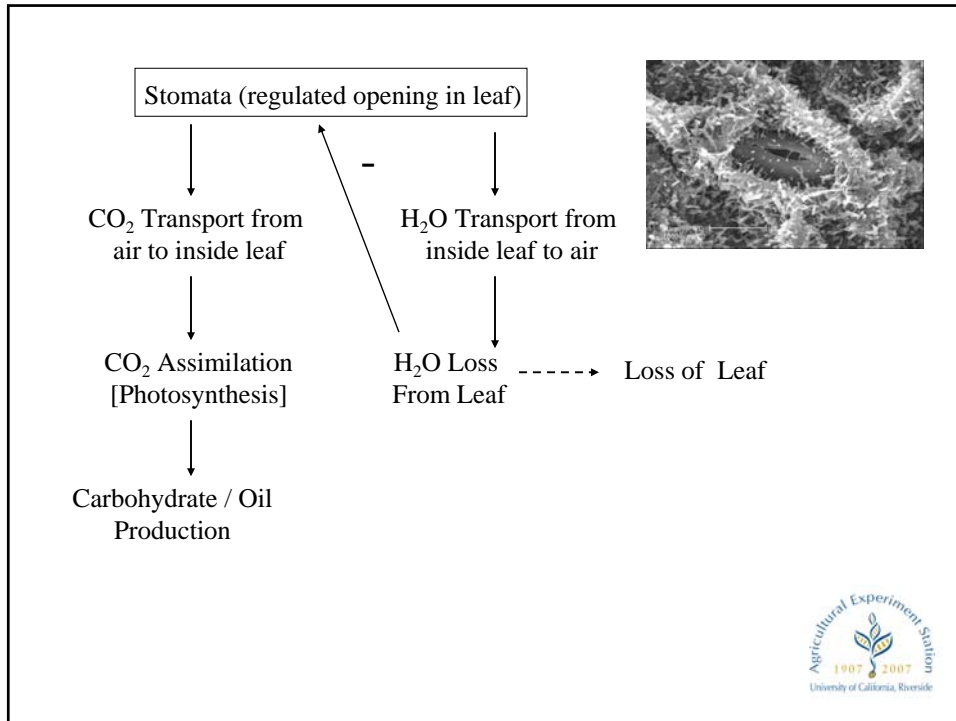 Stomata (regulated opening in leaf)
-
CO₂ Transport from
air to inside leaf
H₂O Transport from
inside leaf to air
CO₂ Assimilation
[Photosynthesis]
H₂O Loss
From Leaf
Loss of Leaf
Carbohydrate / Oil
Production
Agricultural Experiment Station
1907 2007
University of California, Riverside